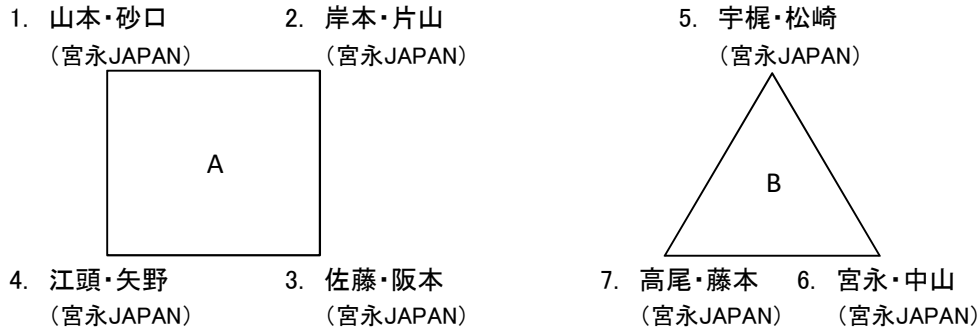 1. 山本・砂口
（宮永JAPAN）
2. 岸本・片山
（宮永JAPAN）
A
4. 江頭・矢野
（宮永JAPAN）
3. 佐藤・阪本
（宮永JAPAN）
5. 宇梶・松崎
（宮永JAPAN）
B
7. 高尾・藤本
（宮永JAPAN）
6. 宮永・中山
（宮永JAPAN）